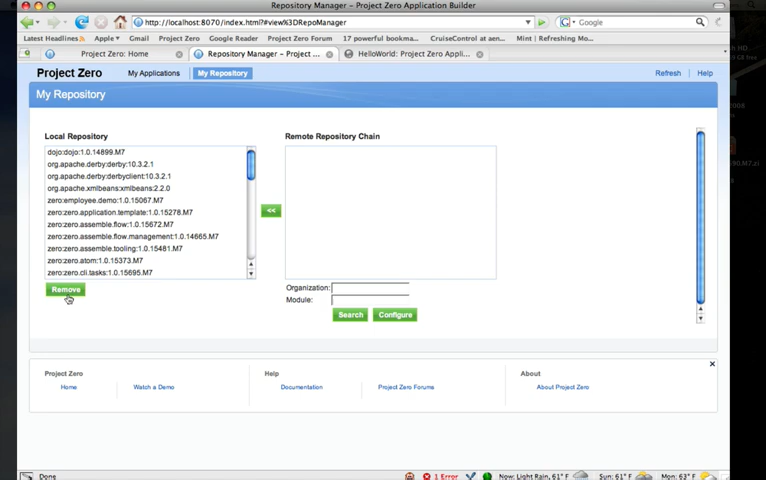 Repository Manager – Project Zero Application Builder
http://localhost:8070/index.html?#view%3DRepoManager
Google
Latest Headlines
Apple
Gmail
Project Zero
Google Reader
Project Zero Forum
17 powerful bookma...
CruiseControl at aen...
Mint | Refreshing Mo...
Project Zero: Home
Repository Manager – Project ...
HelloWorld: Project Zero Appli...
Project Zero
My Applications
My Repository
Refresh
Help
My Repository
Local Repository
Remote Repository Chain
dojo:dojo:1.0.14899.M7
org.apache.derby:derby:10.3.2.1
org.apache.derby:derbyclient:10.3.2.1
org.apache.xmlbeans:xmlbeans:2.2.0
zero:employee.demo:1.0.15067.M7
zero:zero.application.template:1.0.15278.M7
zero:zero.assemble.flow:1.0.15672.M7
zero:zero.assemble.flow.management:1.0.14665.M7
zero:zero.assemble.tooling:1.0.15481.M7
zero:zero.atom:1.0.15373.M7
zero:zero.cli.tasks:1.0.15695.M7
<<
Remove
Organization:
Module:
Search
Configure
Project Zero
Help
About
Home
Watch a Demo
Documentation
Project Zero Forums
About Project Zero
Done
1 Error
Now: Light Rain, 61° F
Sun: 61° F
Mon: 63° F